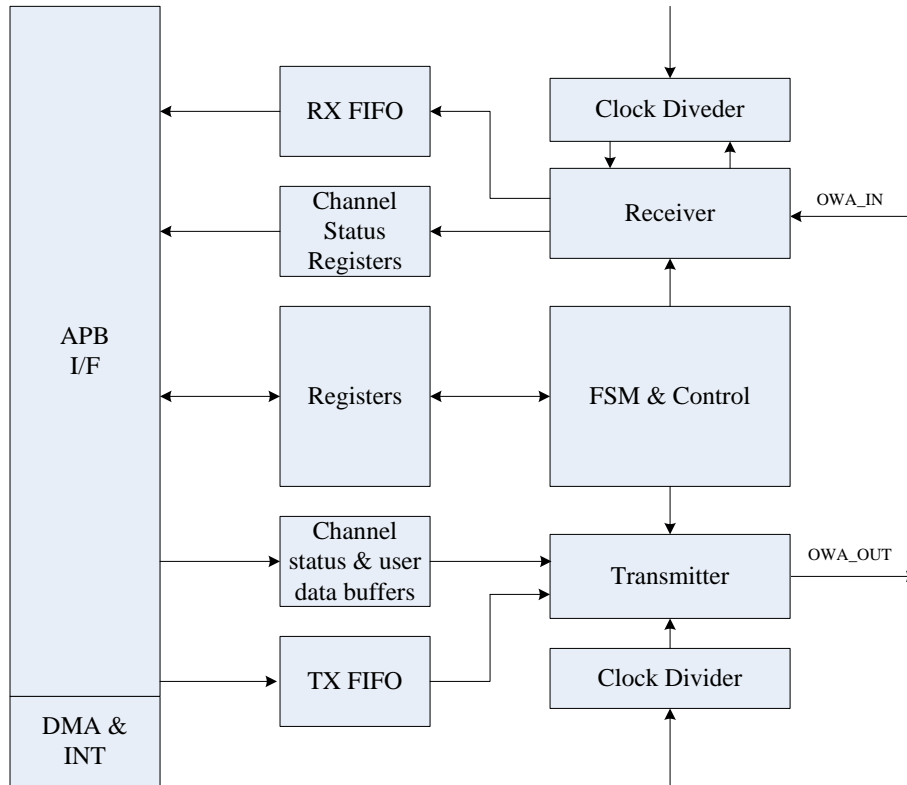 RX FIFO
Clock Diveder
Channel
Status
Registers
Receiver
OWA_IN
APB
I/F
Registers
FSM & Control
Channel
status & user
data buffers
Transmitter
OWA_OUT
TX FIFO
Clock Divider
DMA &
INT